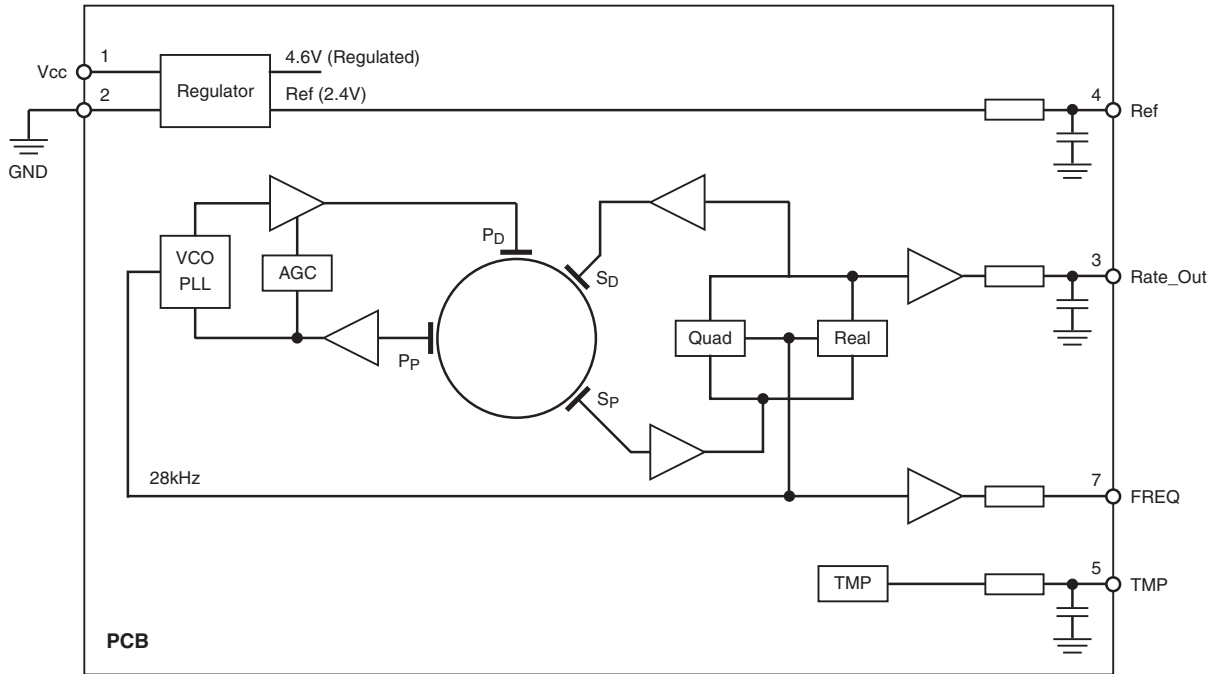 1
4.6V (Regulated)
Vcc
Regulator
2
Ref (2.4V)
4
Ref
GND
PD
VCO
PLL
AGC
SD
3
Rate_Out
Quad
Real
PP
SP
28kHz
7
FREQ
5
TMP
TMP
PCB